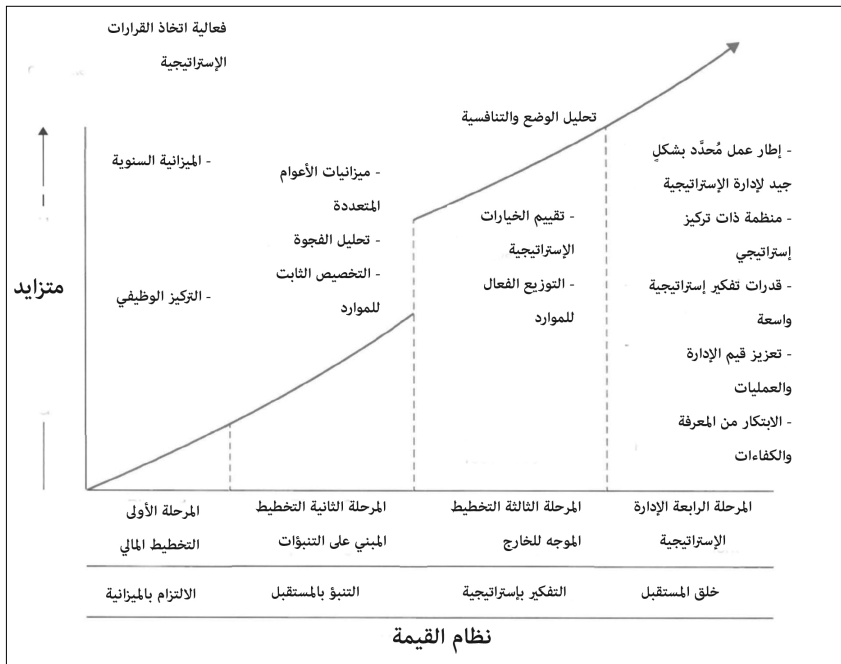 فعالية اتخاذ القرارات
الإستراتيجية
متزايد
- الميزانية السنوية
- التركيز الوظيفي
- ميزانيات الأعوام
المتعددة
- تحليل الفجوة
- التخصيص الثابت
للموارد
تحليل الوضع والتنافسية
- تقييم الخيارات
الإستراتيجية
- التوزيع الفعال
للموارد
- إطار عمل مُحدَّد بشكلٍ
جيد لإدارة الإستراتيجية
- منظمة ذات تركيز
إستراتيجي
- قدرات تفكير إستراتيجية
واسعة
- تعزيز قيم الإدارة
والعمليات
- الابتكار من المعرفة
والكفاءات
المرحلة الأولى
التخطيط المالي
المرحلة الثانية التخطيط
المبني على التنبؤات
المرحلة الثالثة التخطيط
الموجه للخارج
المرحلة الرابعة الإدارة
الإستراتيجية
الالتزام بالميزانية
التنبؤ بالمستقبل
التفكير بإستراتيجية
خلق المستقبل
نظام القيمة